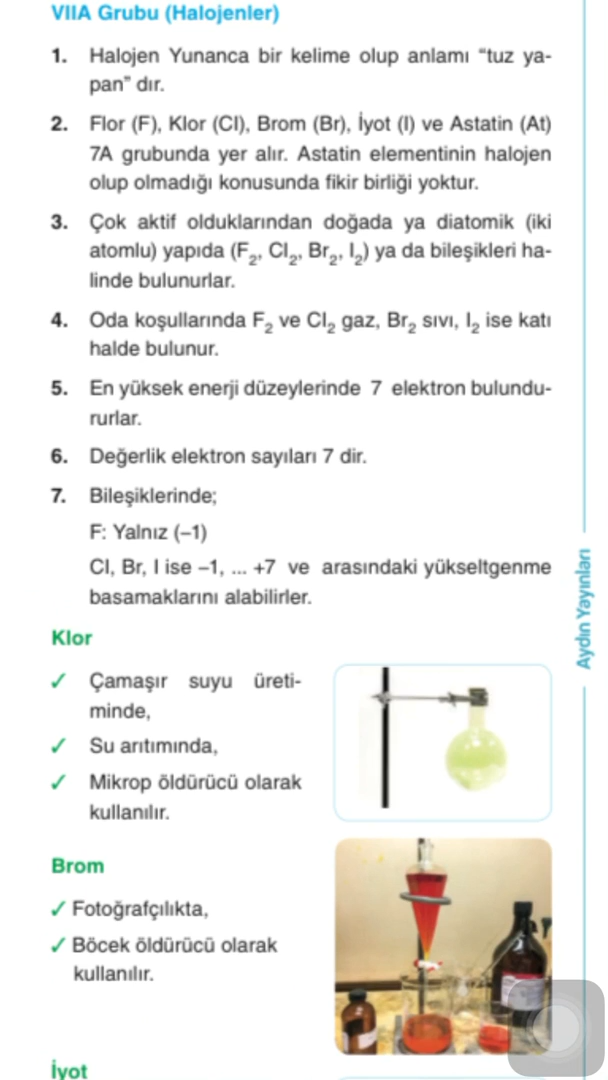 VIIA Grubu (Halojenler)
1. Halojen Yunanca bir kelime olup anlamı “tuz ya-
pan” dır.
2. Flor (F), Klor (Cl), Brom (Br), İyot (I) ve Astatin (At)
7A grubunda yer alır. Astatin elementinin halojen
olup olmadığı konusunda fikir birliği yoktur.
3. Çok aktif olduklarından doğada ya diatomik (iki
atomlu) yapıda (F₂, Cl₂, Br₂, I₂) ya da bileşikleri ha-
linde bulunurlar.
4. Oda koşullarında F₂ ve Cl₂ gaz, Br₂ sıvı, I₂ ise katı
halde bulunur.
5. En yüksek enerji düzeylerinde 7 elektron bulundu-
rurlar.
6. Değerlik elektron sayıları 7 dir.
7. Bileşiklerinde;
F: Yalnız (–1)
Cl, Br, I ise –1, ... +7 ve arasındaki yükseltgenme
basamaklarını alabilirler.
Klor
✓ Çamaşır suyu üreti-
minde,
✓ Su arıtımında,
✓ Mikrop öldürücü olarak
kullanılır.
Brom
✓ Fotoğrafçılıkta,
✓ Böcek öldürücü olarak
kullanılır.
İyot
Aydın Yayınları